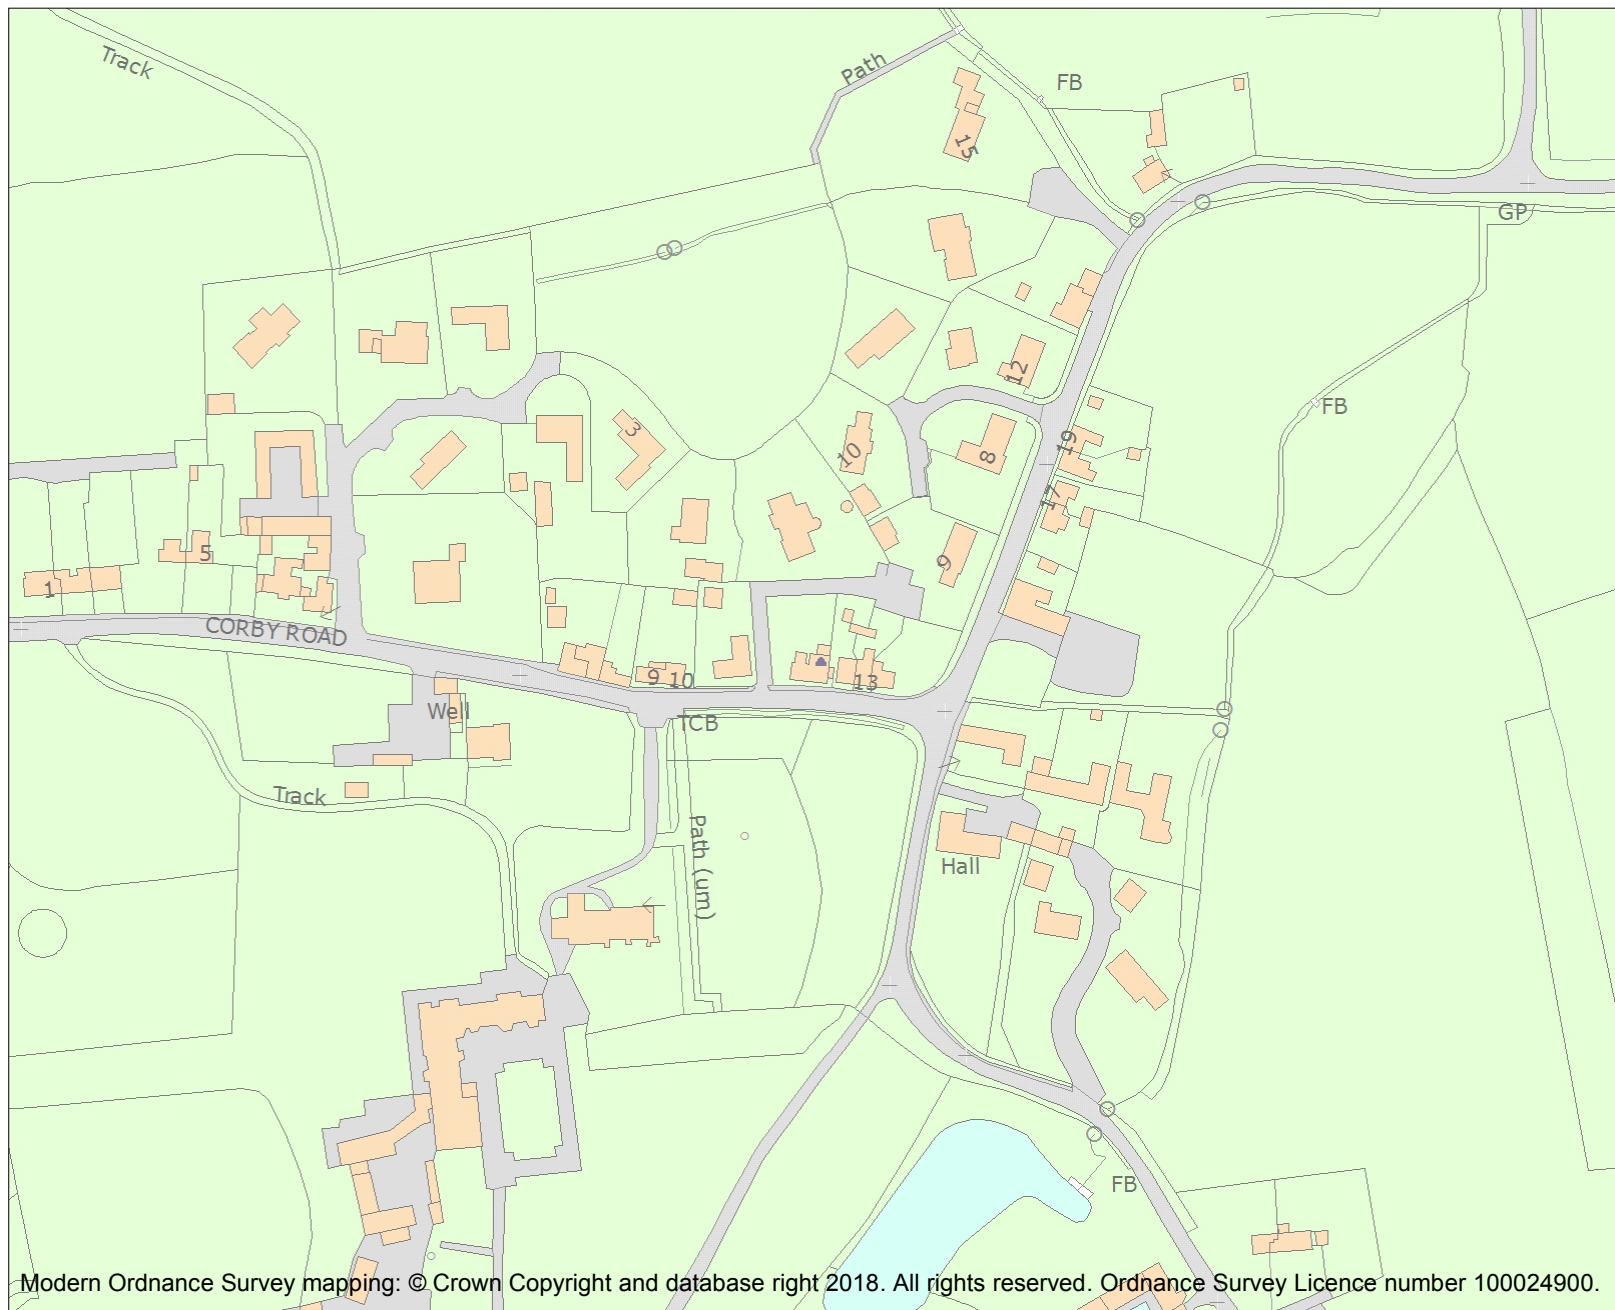 Track
Path
FB
15
GP
12
FB
3
19
10
8
17
5
9
1
CORBY ROAD
9 10
13
Well
TCB
Track
Path (um)
Hall
FB
Modern Ordnance Survey mapping: © Crown Copyright and database right 2018. All rights reserved. Ordnance Survey Licence number 100024900.